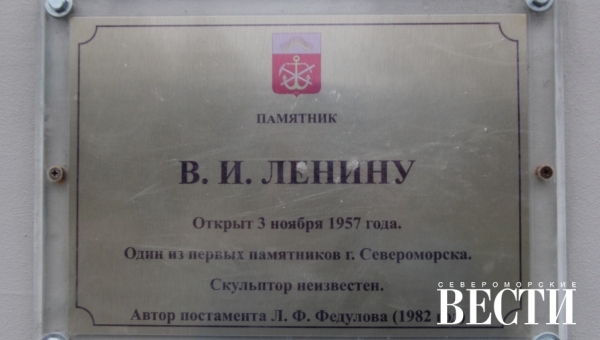 ПАМЯТНИК
В. И. ЛЕНИНУ
Открыт 3 ноября 1957 года.
Один из первых памятников г. Североморска.
Скульптор неизвестен.
Автор постамента Л. Ф. Федулова (1982
СЕВЕРОМОРСКИЕ
ВЕСТИ